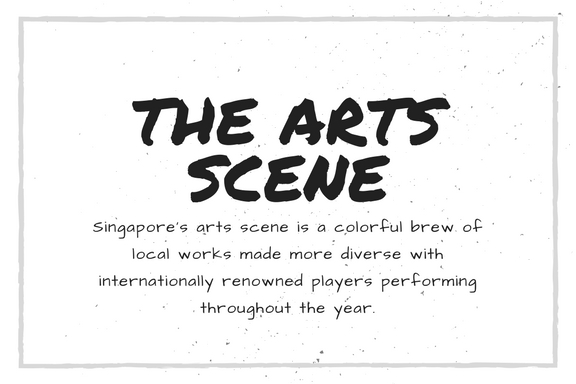 THE ARTS
SCENE
Singapore's arts scene is a colorful brew of
local works made more diverse with
internationally renowned players performing
throughout the year.